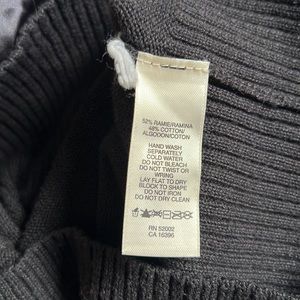 52% RAMIE/RAMINA
48% COTTON/
ALGODON/COTON
HAND WASH
SEPARATELY
COLD WATER
DO NOT BLEACH
DO NOT TWIST OR
WRING
LAY FLAT TO DRY
BLOCK TO SHAPE
DO NOT IRON
DO NOT DRY CLEAN
RN 52002
CA 16395